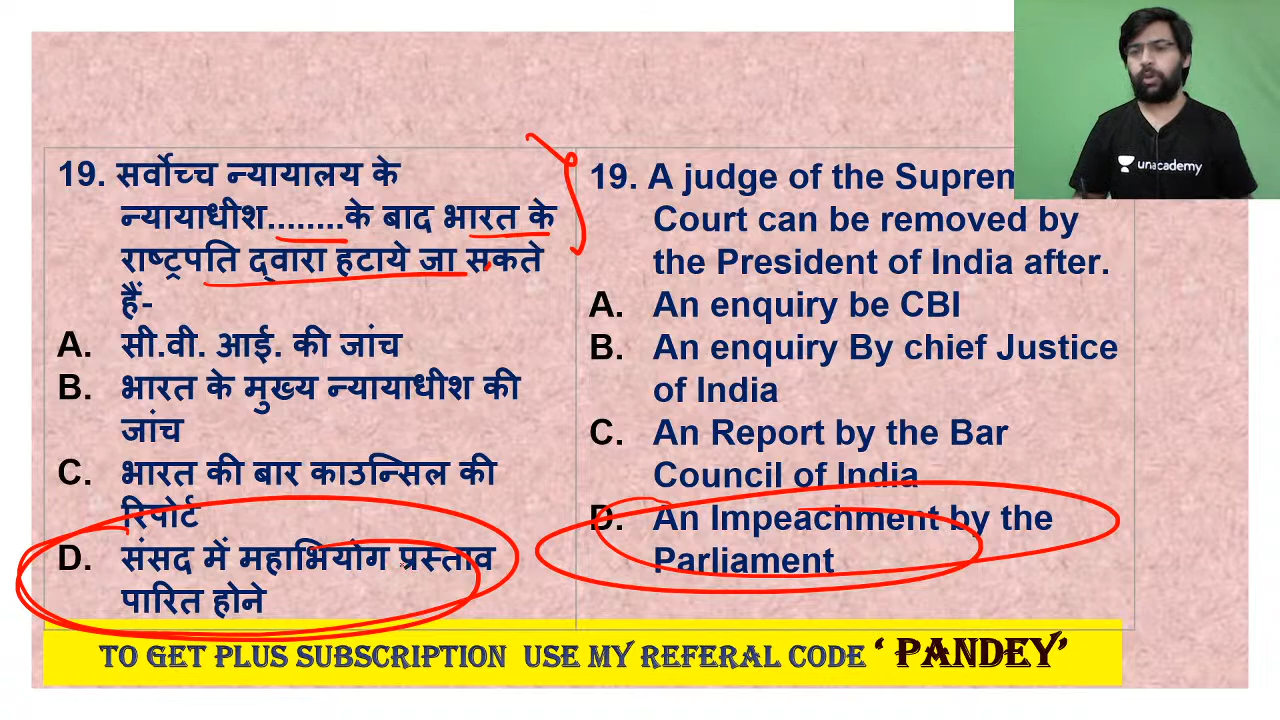 19. सर्वोच्च न्यायालय के
न्यायाधीश........के बाद भारत के
राष्ट्रपति द्वारा हटाये जा सकते
हैं-
A. सी.वी. आई. की जांच
B. भारत के मुख्य न्यायाधीश की
जांच
C. भारत की बार काउन्सिल की
रिपोर्ट
D. संसद में महाभियोग प्रस्ताव
पारित होने
19. A judge of the Suprem
Court can be removed by
the President of India after.
A. An enquiry be CBI
B. An enquiry By chief Justice
of India
C. An Report by the Bar
Council of India
D. An Impeachment by the
Parliament
unacademy
TO GET PLUS SUBSCRIPTION USE MY REFERAL CODE ‘ PANDEY’